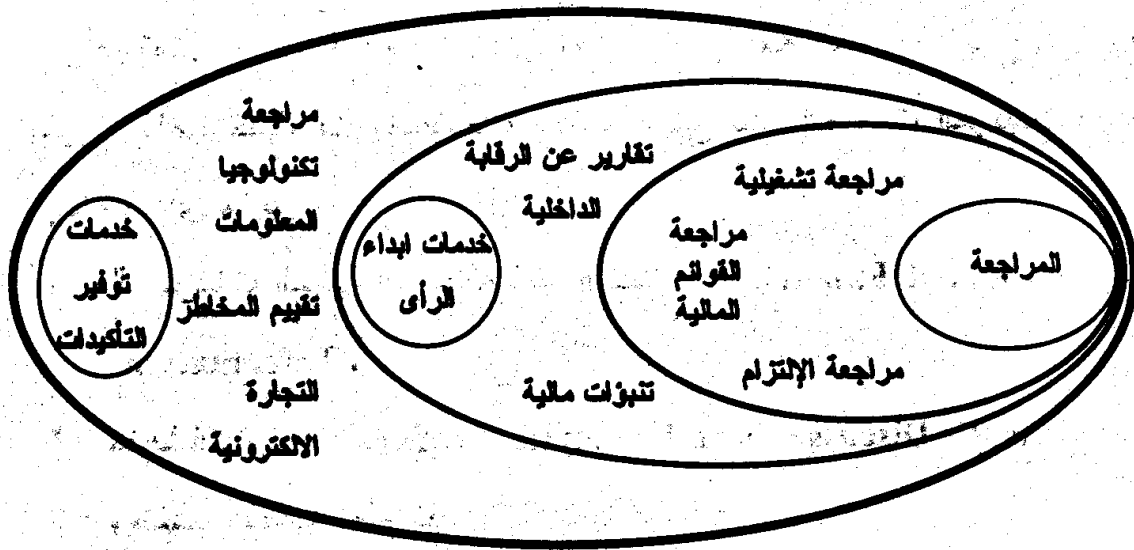 المراجعة
مراجعة تشغيلية
مراجعة
القوائم
المالية
مراجعة الإلتزام
تقارير عن الرقابة
الداخلية
خدمات ابداء
الرأى
تنبؤات مالية
مراجعة
تكنولوجيا
المعلومات
تقييم المخاطر
التجارة
الالكترونية
خدمات
توفير
التأكيدات